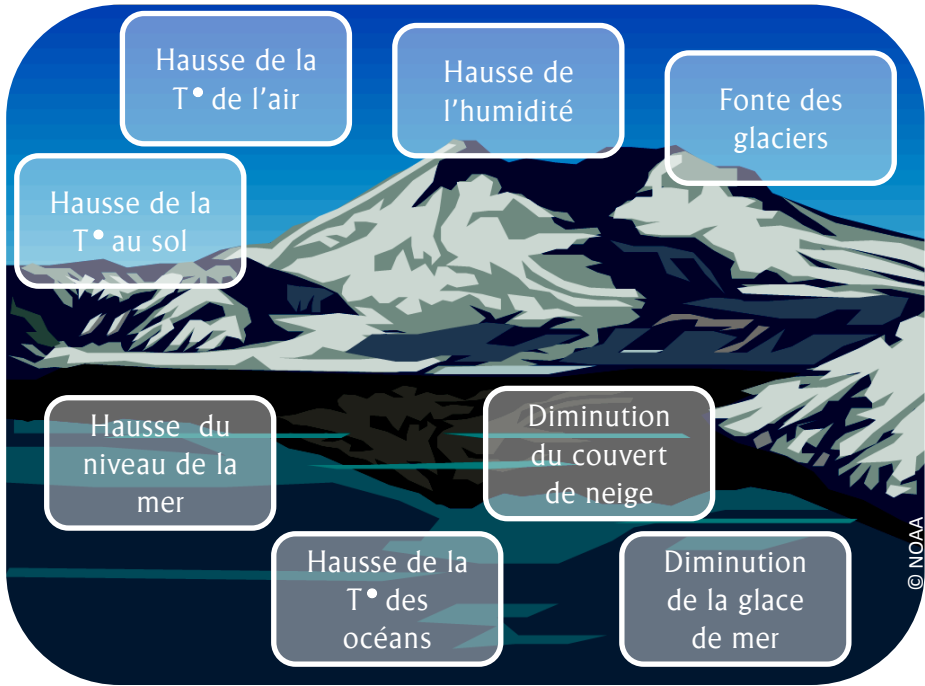 Hausse de la
T° de l'air
Hausse de
l'humidité
Fonte des
glaciers
Hausse de la
T° au sol
Hausse du
niveau de la
mer
Diminution
du couvert
de neige
Hausse de la
T° des
océans
Diminution
de la glace
de mer
© NOAA